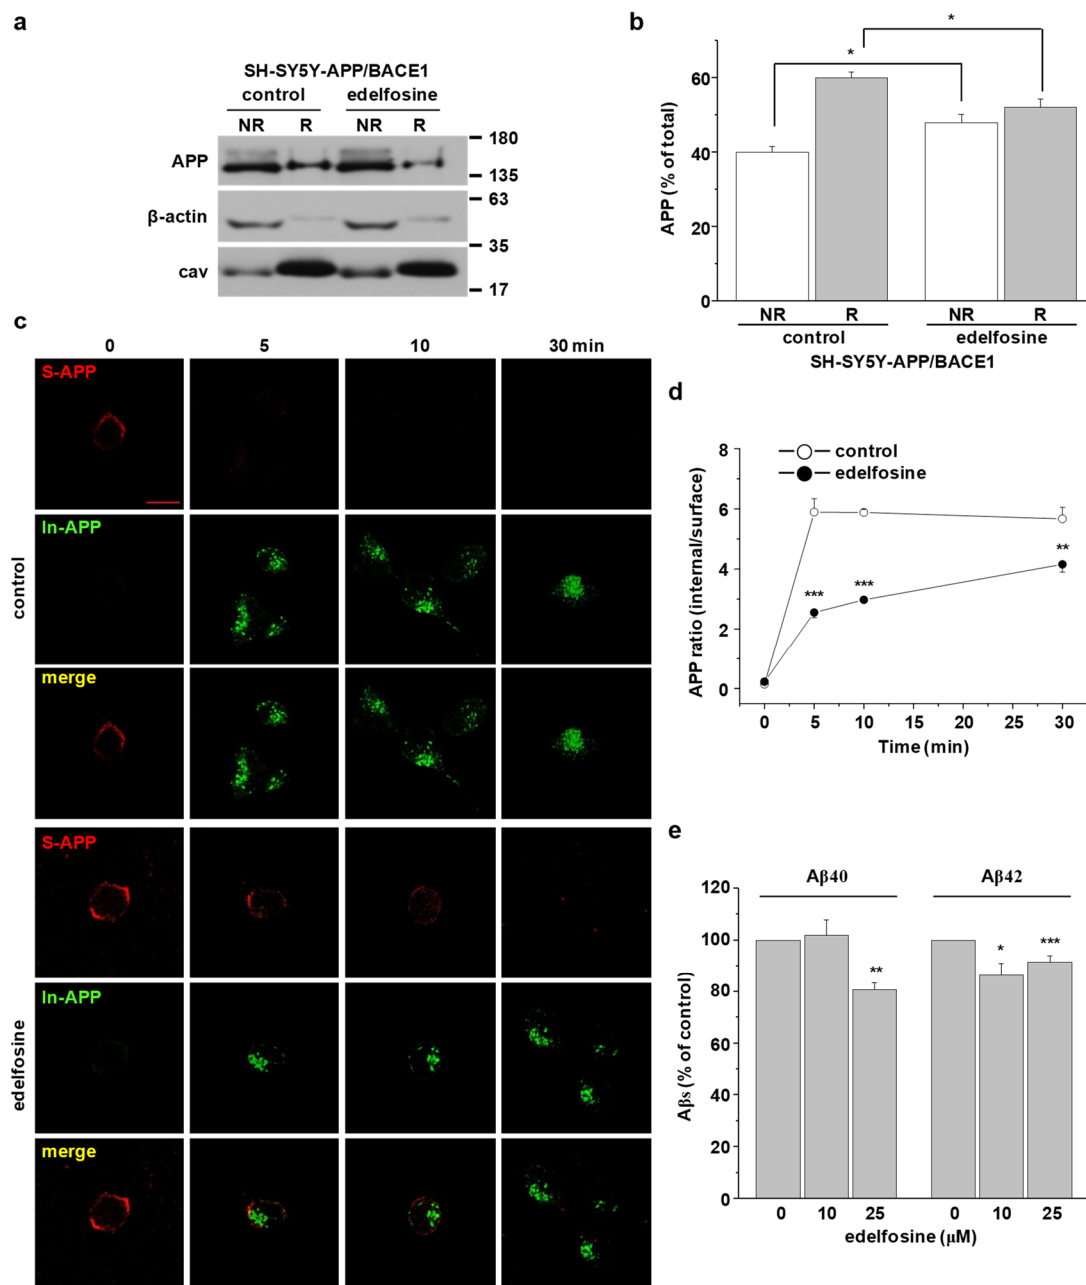 a
SH-SY5Y-APP/BACE1
control edelfosine
NR R NR R
APP
180
135
β-actin
63
35
cav
17
b
APP (% of total)
60
40
20
0
* *
NR R NR R
control edelfosine
SH-SY5Y-APP/BACE1
c
0 5 10 30 min
control
S-APP
In-APP
merge
edelfosine
S-APP
In-APP
merge
d
APP ratio (internal/surface)
8
6
4
2
0
control
edelfosine
*** *** **
0 5 10 15 20 25 30
Time (min)
e
Aβs (% of control)
120
100
80
60
40
20
0
Aβ40 Aβ42
** * ***
0 10 25 0 10 25
edelfosine (μM)